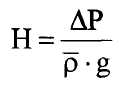 H = ΔP / ρ̅ · g